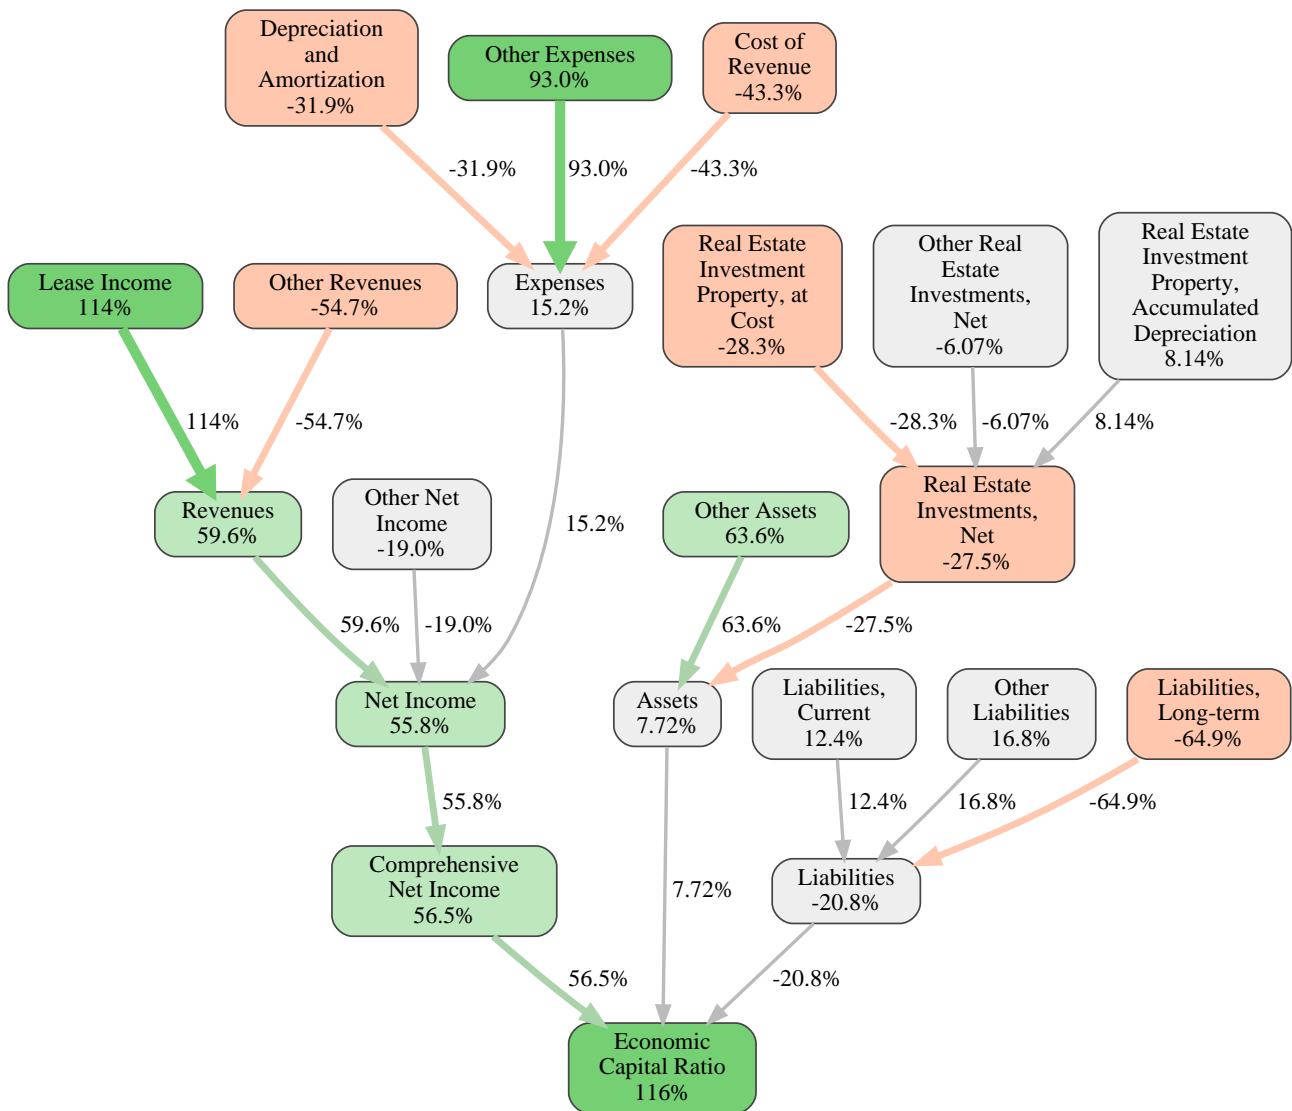 Depreciation
and
Amortization
-31.9%
Other Expenses
93.0%
Cost of
Revenue
-43.3%
-31.9%
93.0%
-43.3%
Lease Income
114%
Other Revenues
-54.7%
Expenses
15.2%
Real Estate
Investment
Property, at
Cost
-28.3%
Other Real
Estate
Investments,
Net
-6.07%
Real Estate
Investment
Property,
Accumulated
Depreciation
8.14%
114%
-54.7%
-28.3%
-6.07%
8.14%
Revenues
59.6%
Other Net
Income
-19.0%
15.2%
Other Assets
63.6%
Real Estate
Investments,
Net
-27.5%
59.6%
-19.0%
63.6%
-27.5%
Net Income
55.8%
Assets
7.72%
Liabilities,
Current
12.4%
Other
Liabilities
16.8%
Liabilities,
Long-term
-64.9%
55.8%
12.4%
16.8%
-64.9%
Comprehensive
Net Income
56.5%
7.72%
Liabilities
-20.8%
56.5%
-20.8%
Economic
Capital Ratio
116%